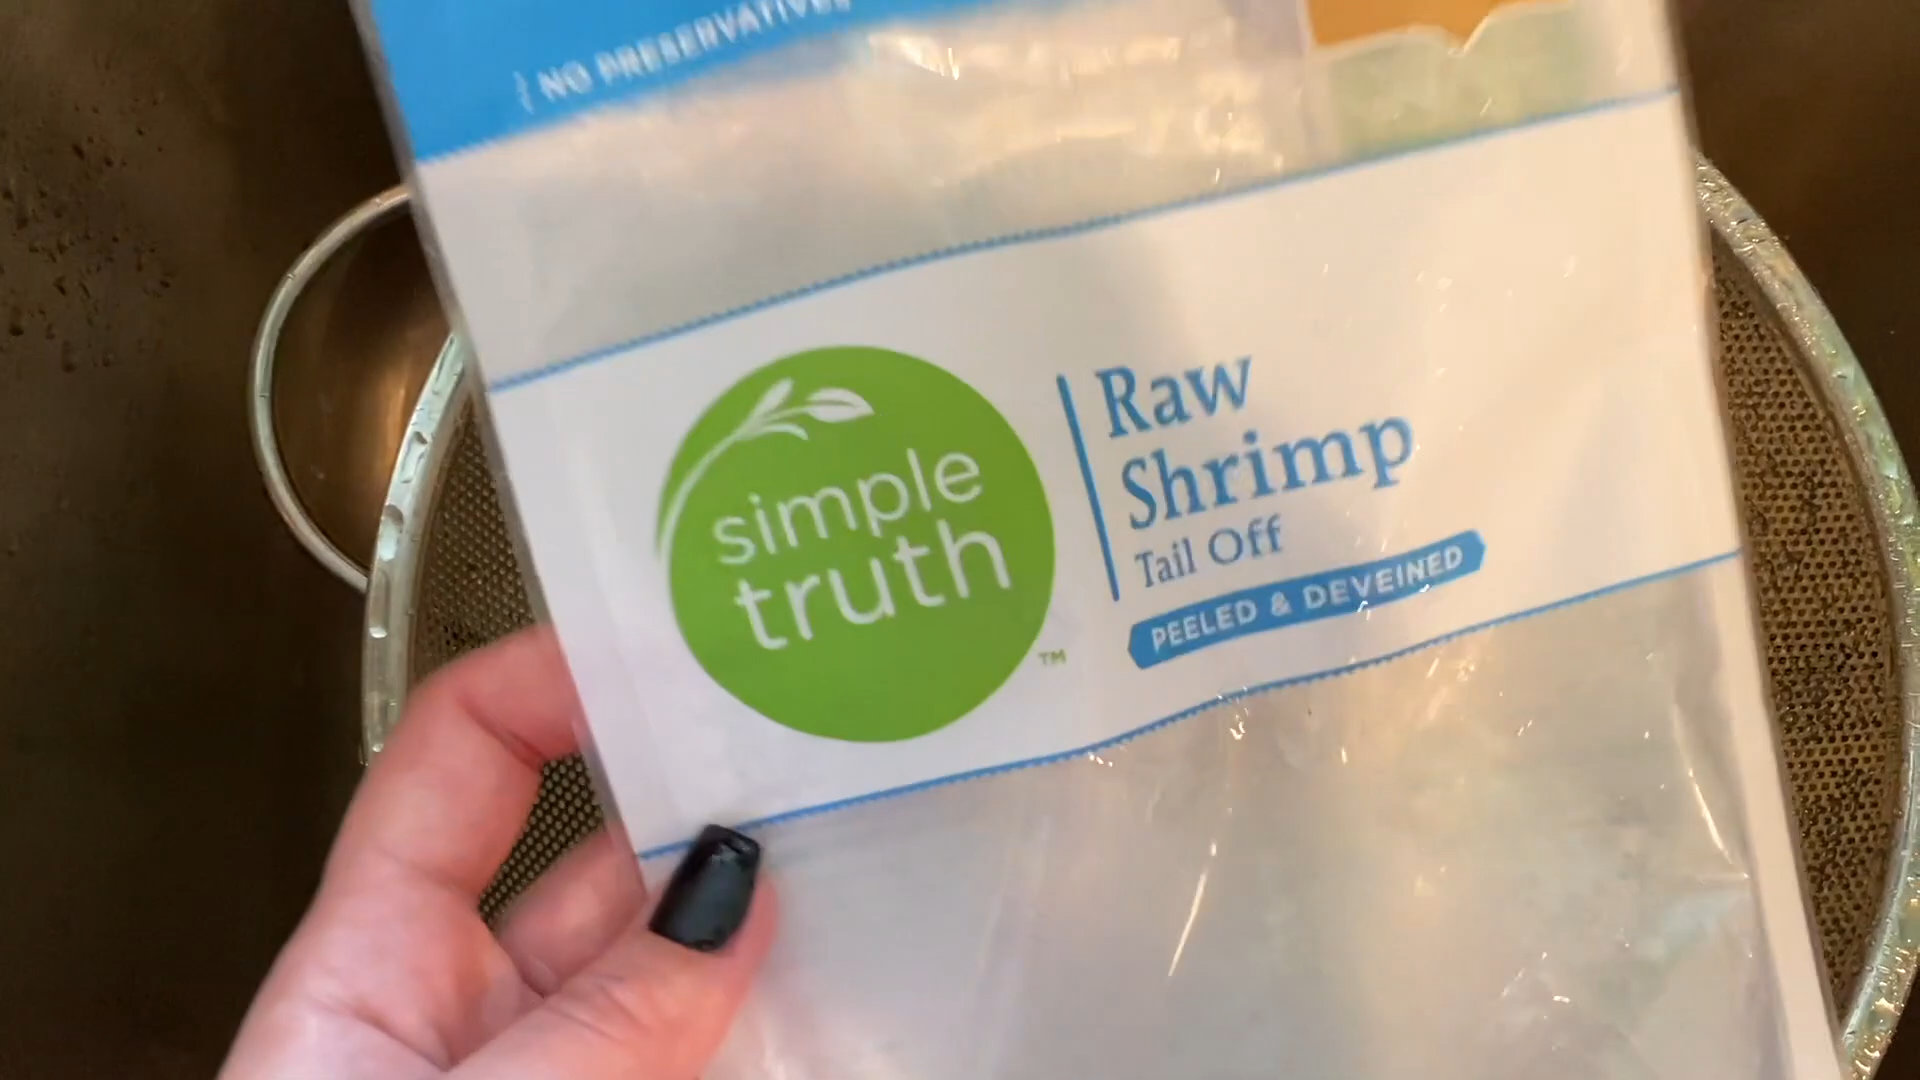 { NO PRESERVATIVES
simple
truth
TM
Raw
Shrimp
Tail Off
PEELED & DEVEINED